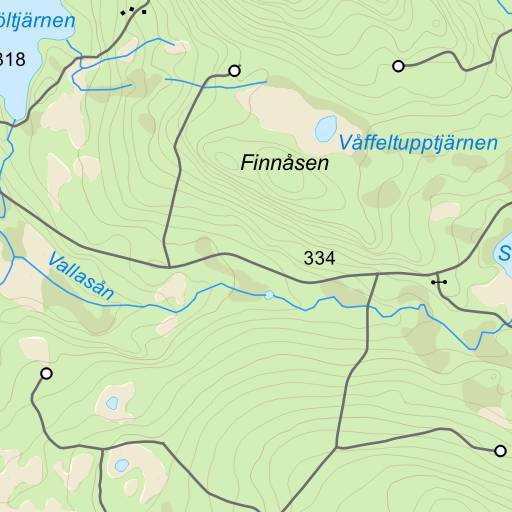 öltjärnen
318
Våffeltupptjärnen
Finnåsen
334
S
Vallasån